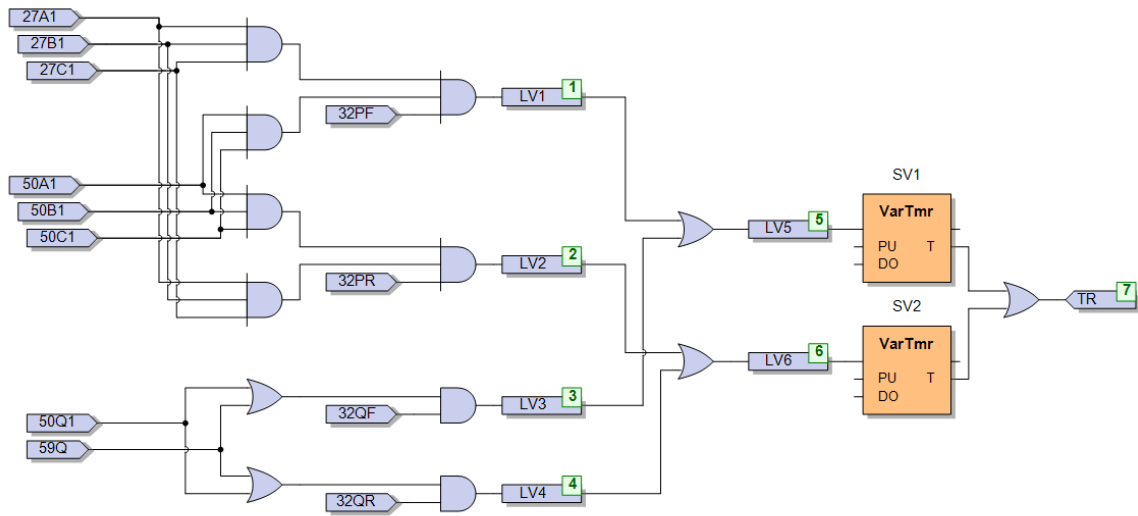 27A1
27B1
27C1
1
LV1
32PF
50A1
50B1
50C1
SV1
VarTmr
5
LV5
PU T
DO
2
LV2
32PR
7
TR
SV2
VarTmr
6
LV6
PU T
DO
3
LV3
32QF
50Q1
59Q
4
LV4
32QR